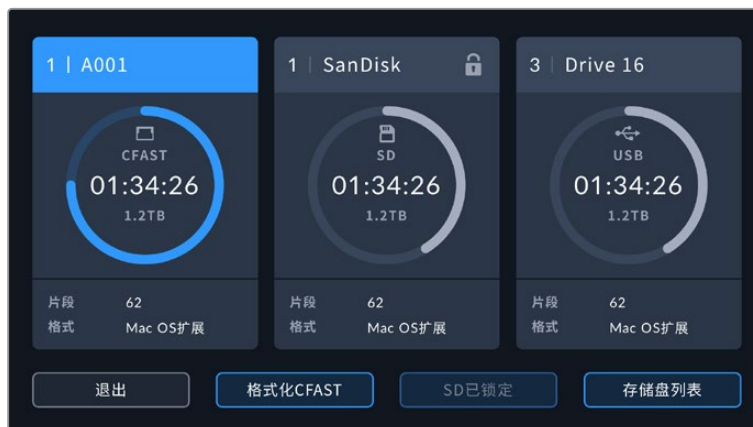 1 | A001
CFAST
01:34:26
1.2TB
片段 62
格式 Mac OS扩展
1 | SanDisk
SD
01:34:26
1.2TB
片段 62
格式 Mac OS扩展
3 | Drive 16
USB
01:34:26
1.2TB
片段 62
格式 Mac OS扩展
退出
格式化CFAST
SD已锁定
存储盘列表